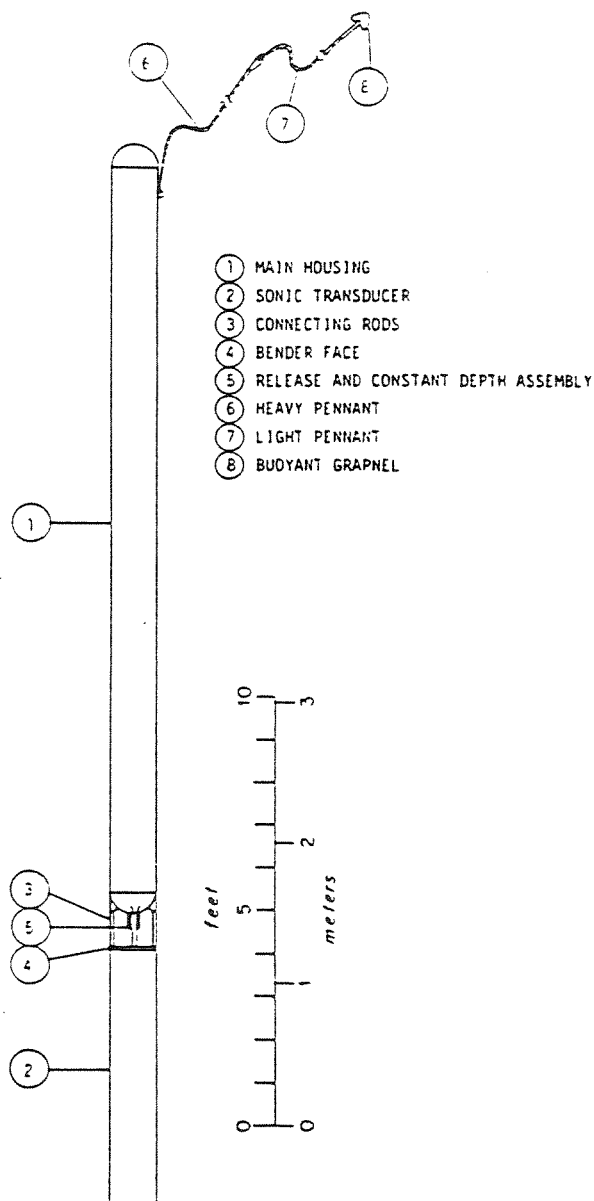 6
7
8
1 MAIN HOUSING
2 SONIC TRANSDUCER
3 CONNECTING RODS
4 BENDER FACE
5 RELEASE AND CONSTANT DEPTH ASSEMBLY
6 HEAVY PENNANT
7 LIGHT PENNANT
8 BUOYANT GRAPNEL
1
10
3
2
feet
5
meters
1
0
0
3
5
4
2